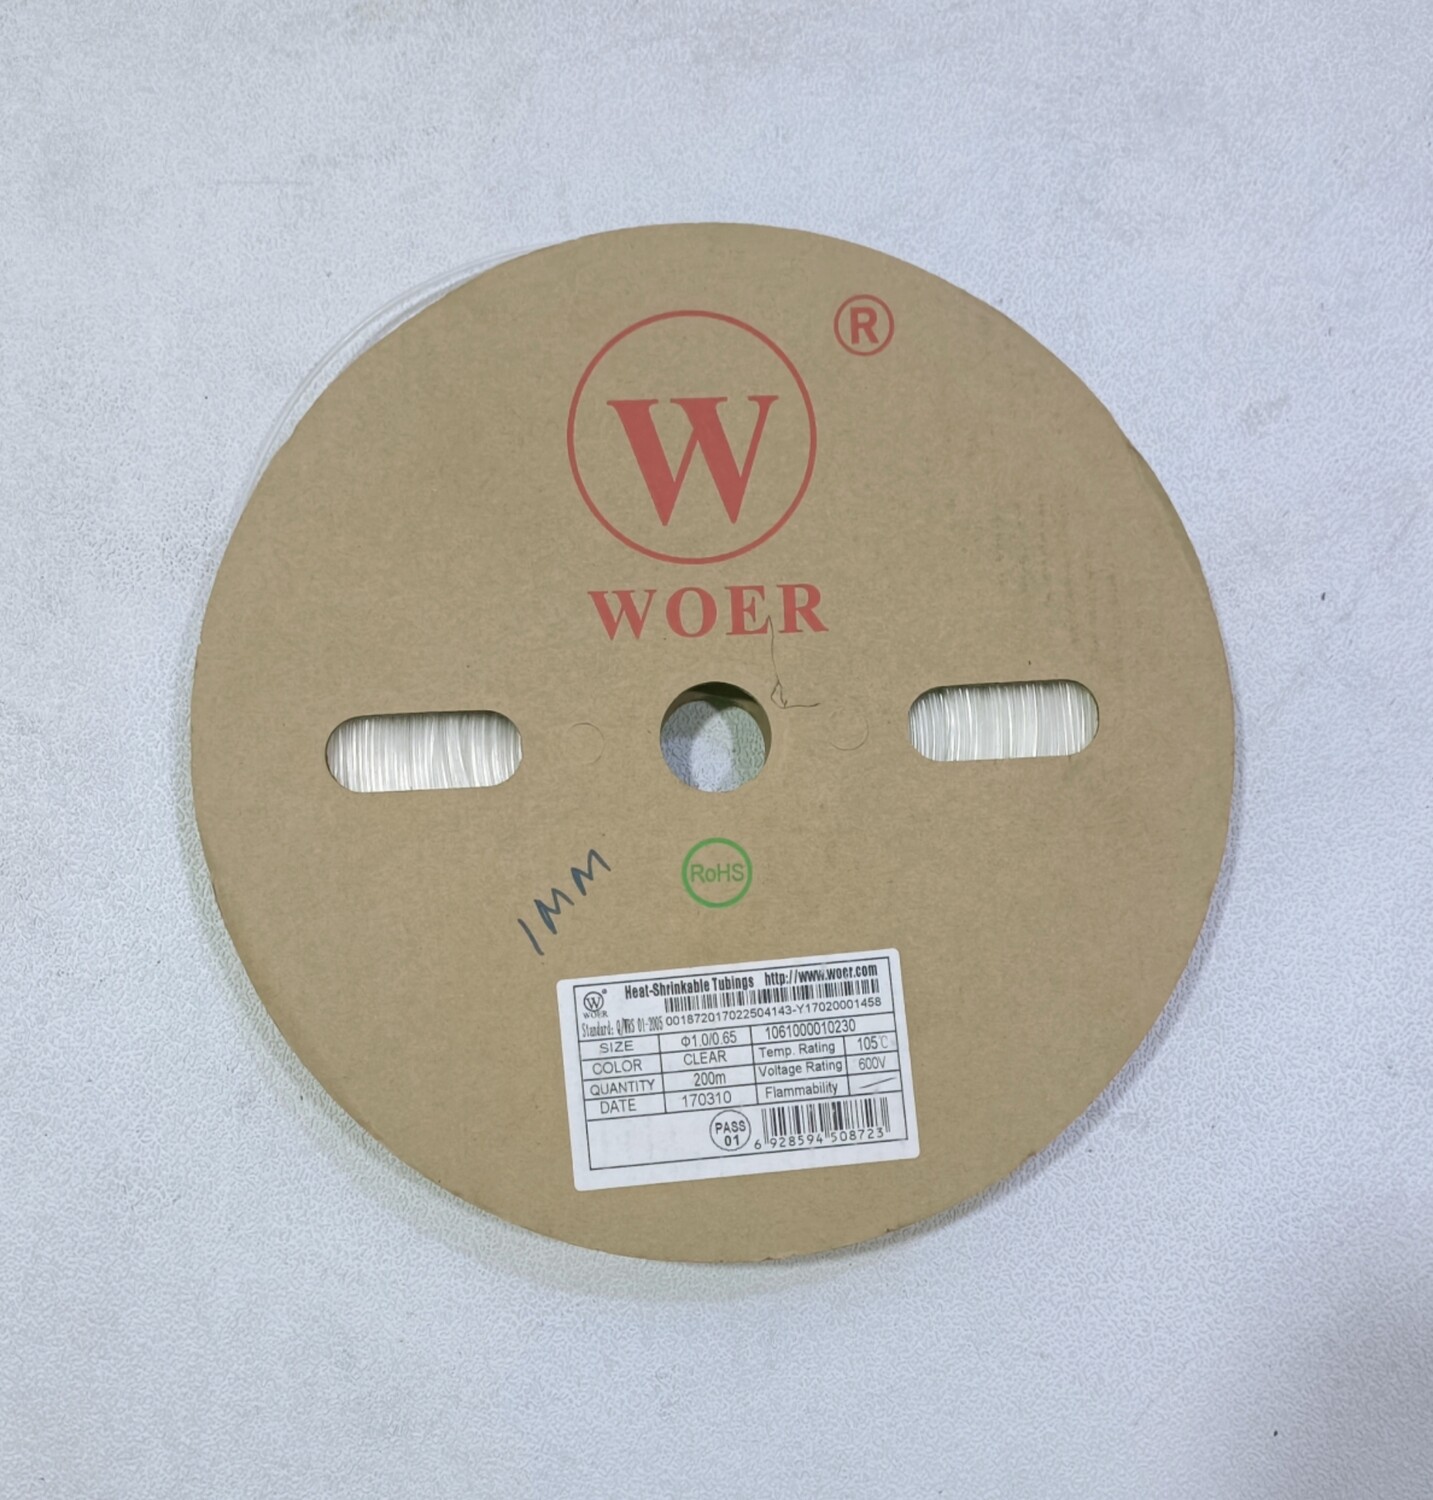 ®
W
WOER
RoHS
1MM
Heat-Shrinkable Tubings http://www.woer.com
W ®
WOER
Standard: Q/WRS 01-2005 001872017022504143-Y17020001458
SIZE Φ1.0/0.65 1061000010230
COLOR CLEAR Temp. Rating 105℃
QUANTITY 200m Voltage Rating 600V
DATE 170310 Flammability
PASS
01
6 928594 508723